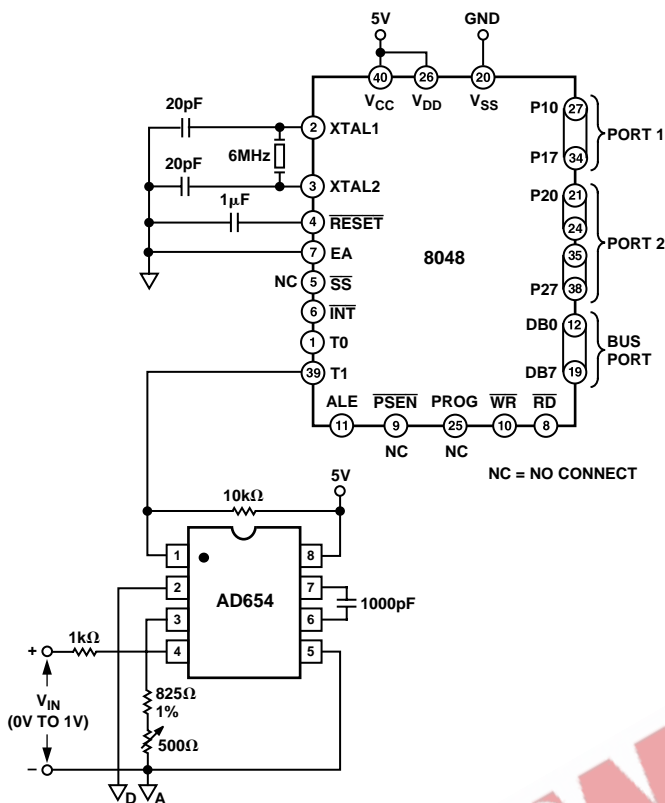 5V
GND
40
26
20
VCC
VDD
VSS
20pF
2
XTAL1
6MHz
20pF
3
XTAL2
1µF
4
RESET
7
EA
NC
5
SS
6
INT
1
T0
39
T1
8048
P10
27
P17
34
PORT 1
P20
21
24
35
P27
38
PORT 2
DB0
12
DB7
19
BUS
PORT
ALE
PSEN
PROG
WR
RD
11
9
25
10
8
NC
NC
NC = NO CONNECT
5V
10kΩ
1
8
2
7
AD654
1000pF
3
6
4
5
1kΩ
+
VIN
(0V TO 1V)
–
825Ω
1%
500Ω
D
A